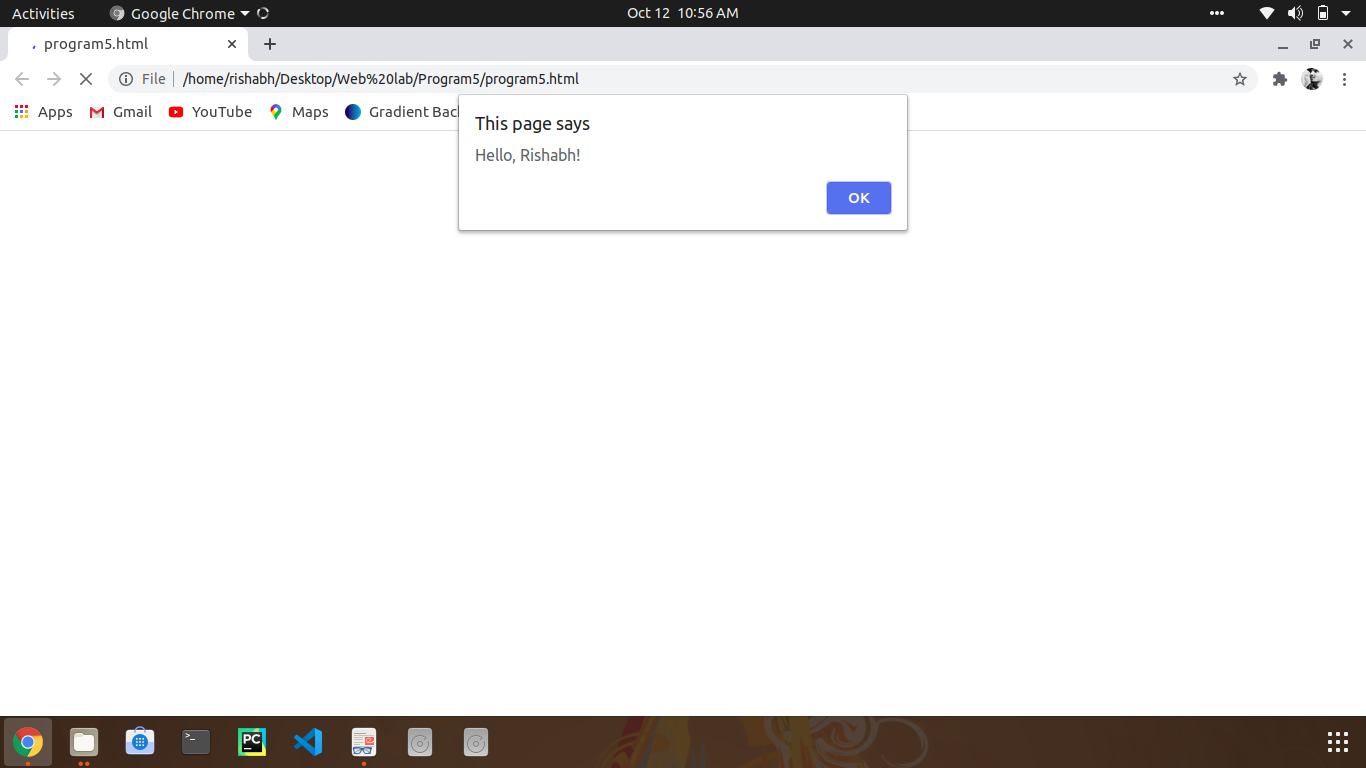 Activities Google Chrome Oct 12 10:56 AM
program5.html
File /home/rishabh/Desktop/Web%20lab/Program5/program5.html
Apps Gmail YouTube Maps Gradient Bac
This page says
Hello, Rishabh!
OK
>_ PC